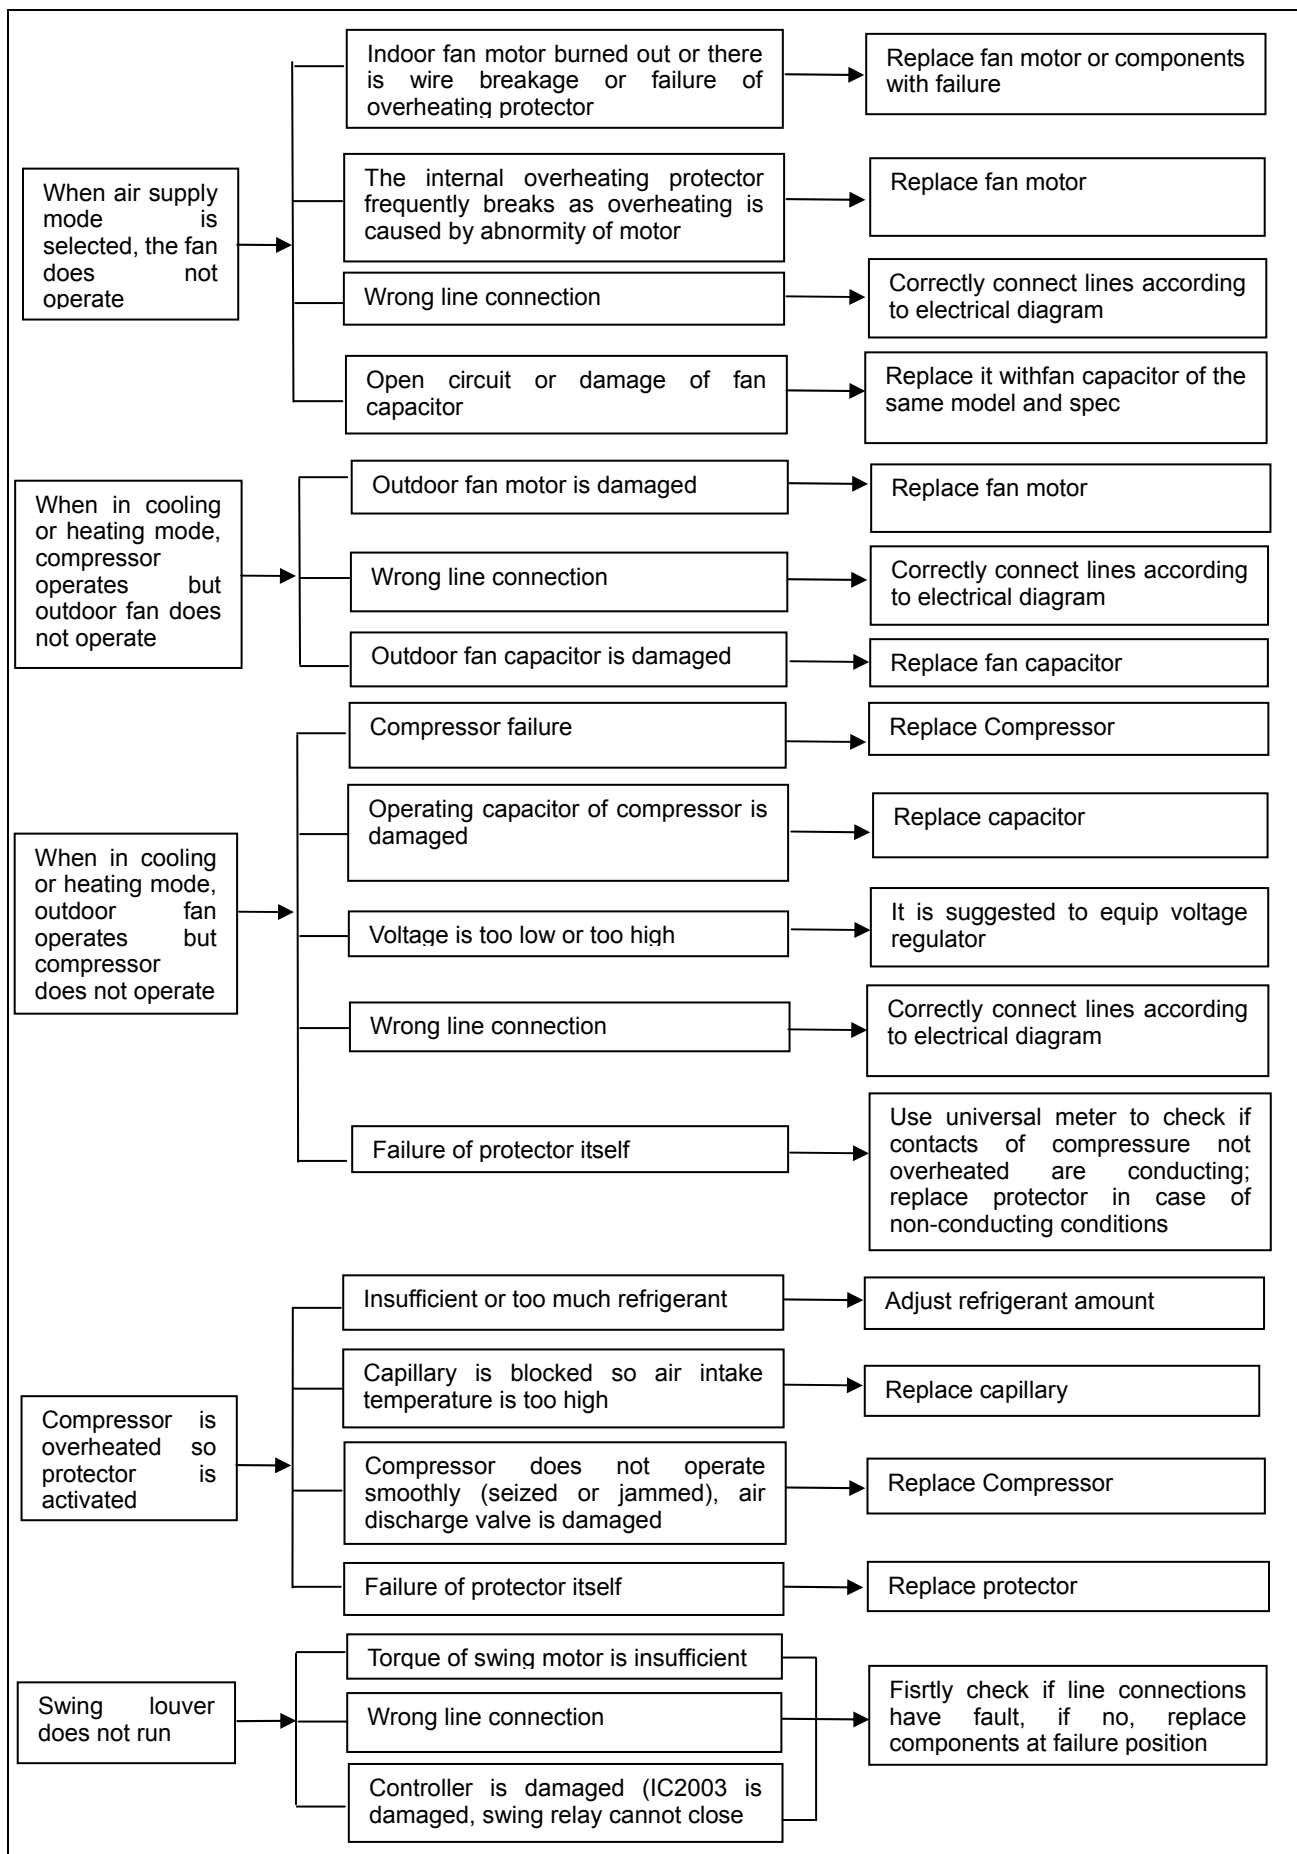 When air supply
mode is
selected, the fan
does not
operate
Indoor fan motor burned out or there
is wire breakage or failure of
overheating protector
Replace fan motor or components
with failure
The internal overheating protector
frequently breaks as overheating is
caused by abnormity of motor
Replace fan motor
Wrong line connection
Correctly connect lines according
to electrical diagram
Open circuit or damage of fan
capacitor
Replace it withfan capacitor of the
same model and spec
When in cooling
or heating mode,
compressor
operates but
outdoor fan does
not operate
Outdoor fan motor is damaged
Replace fan motor
Wrong line connection
Correctly connect lines according
to electrical diagram
Outdoor fan capacitor is damaged
Replace fan capacitor
When in cooling
or heating mode,
outdoor fan
operates but
compressor
does not operate
Compressor failure
Replace Compressor
Operating capacitor of compressor is
damaged
Replace capacitor
Voltage is too low or too high
It is suggested to equip voltage
regulator
Wrong line connection
Correctly connect lines according
to electrical diagram
Failure of protector itself
Use universal meter to check if
contacts of compressure not
overheated are conducting;
replace protector in case of
non-conducting conditions
Compressor is
overheated so
protector is
activated
Insufficient or too much refrigerant
Adjust refrigerant amount
Capillary is blocked so air intake
temperature is too high
Replace capillary
Compressor does not operate
smoothly (seized or jammed), air
discharge valve is damaged
Replace Compressor
Failure of protector itself
Replace protector
Swing louver
does not run
Torque of swing motor is insufficient
Wrong line connection
Controller is damaged (IC2003 is
damaged, swing relay cannot close
Fisrtly check if line connections
have fault, if no, replace
components at failure position